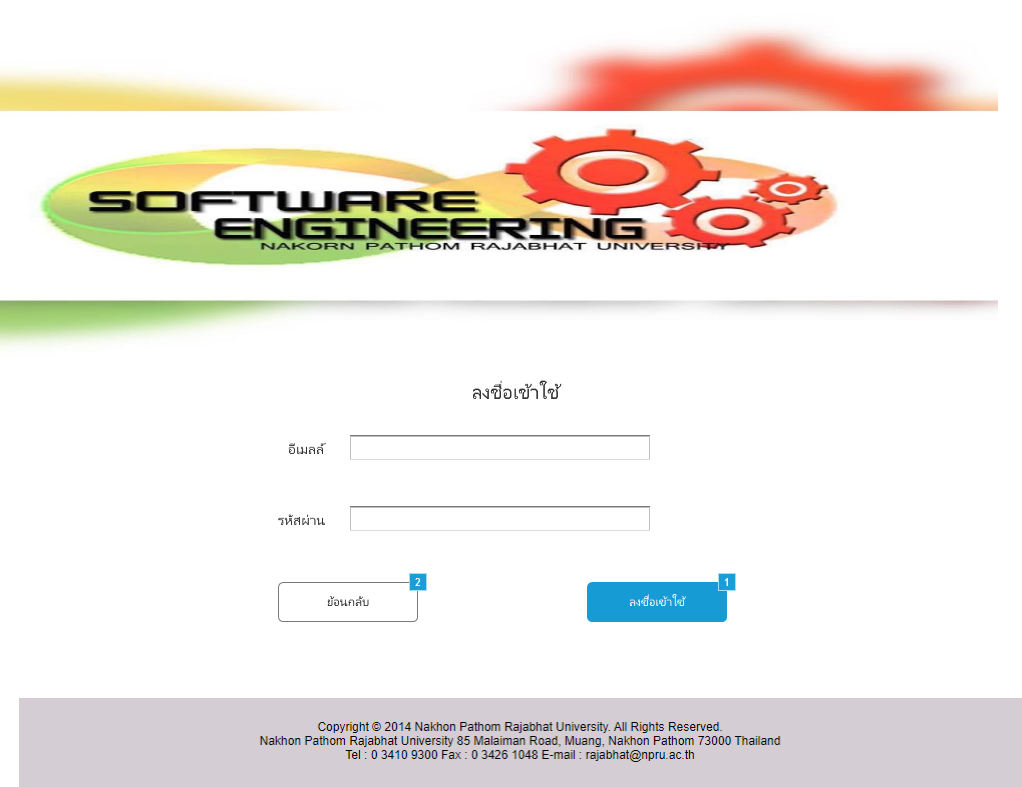 SOFTWARE
ENGINEERING
NAKORN PATHOM RAJABHAT UNIVERSITY
ลงชื่อเข้าใช้
อีเมลล์
รหัสผ่าน
2
1
ย้อนกลับ
ลงชื่อเข้าใช้
Copyright © 2014 Nakhon Pathom Rajabhat University. All Rights Reserved.
Nakhon Pathom Rajabhat University 85 Malaiman Road, Muang, Nakhon Pathom 73000 Thailand
Tel : 0 3410 9300 Fax : 0 3426 1048 E-mail : rajabhat@npru.ac.th